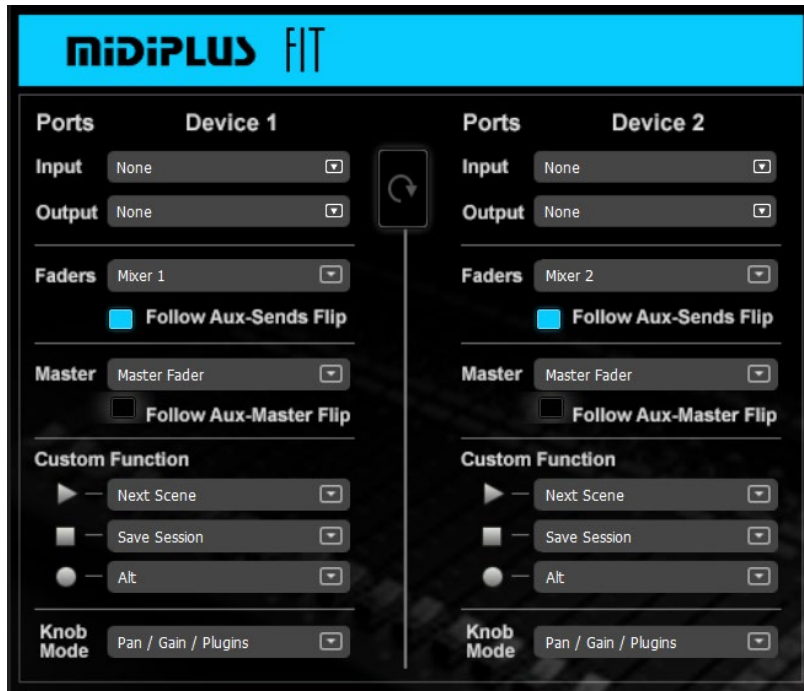 miDiPLUS FIT
Ports Device 1
Input None
Output None
Faders Mixer 1
Follow Aux-Sends Flip
Master Master Fader
Follow Aux-Master Flip
Custom Function
Next Scene
Save Session
Alt
Knob Mode Pan / Gain / Plugins
Ports Device 2
Input None
Output None
Faders Mixer 2
Follow Aux-Sends Flip
Master Master Fader
Follow Aux-Master Flip
Custom Function
Next Scene
Save Session
Alt
Knob Mode Pan / Gain / Plugins